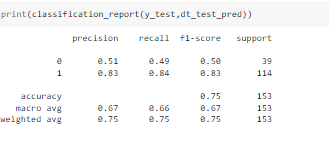 print(classification_report(y_test,dt_test_pred))
precision recall f1-score support
0 0.51 0.49 0.50 39
1 0.83 0.84 0.83 114
accuracy 0.75 153
macro avg 0.67 0.66 0.67 153
weighted avg 0.75 0.75 0.75 153